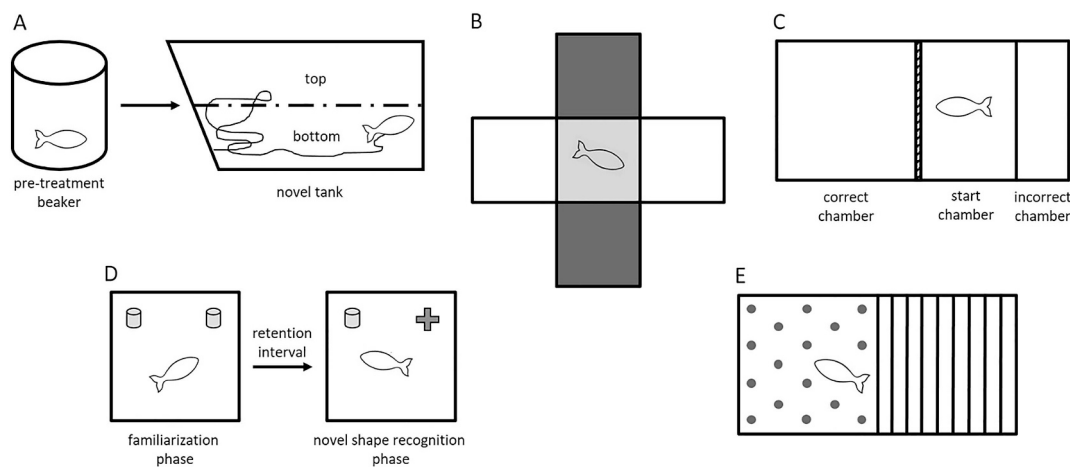 A
top
bottom
pre-treatment
beaker
novel tank
B
C
correct
chamber
start
chamber
incorrect
chamber
D
retention
interval
familiarization
phase
novel shape recognition
phase
E